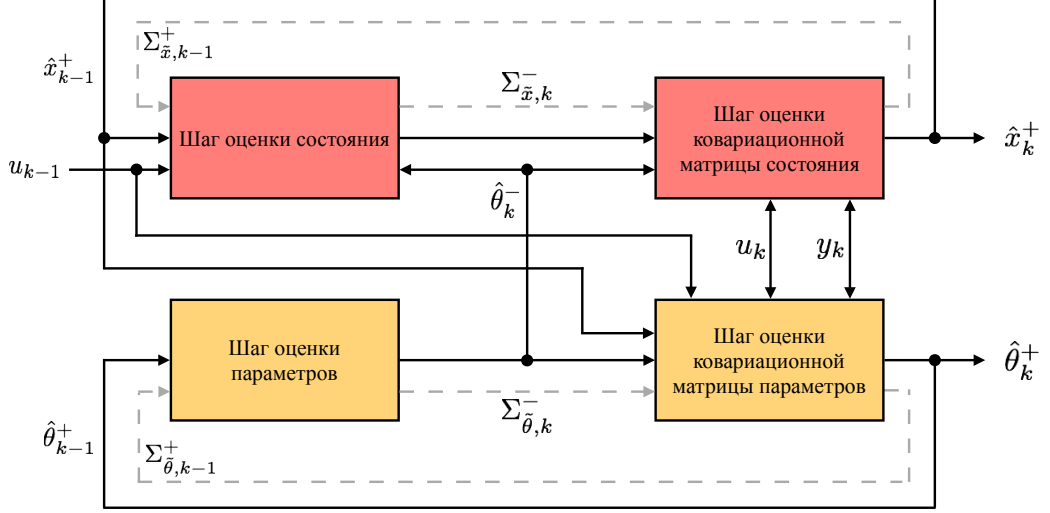 Σ⁺x̃,k−1
x̂⁺k−1
Σ⁻x̃,k
Шаг оценки состояния
Шаг оценки
ковариационной
матрицы состояния
x̂⁺k
uk−1
θ̂⁻k
uk
yk
Шаг оценки
параметров
Шаг оценки
ковариационной
матрицы параметров
θ̂⁺k
Σ⁻θ̃,k
θ̂⁺k−1
Σ⁺θ̃,k−1